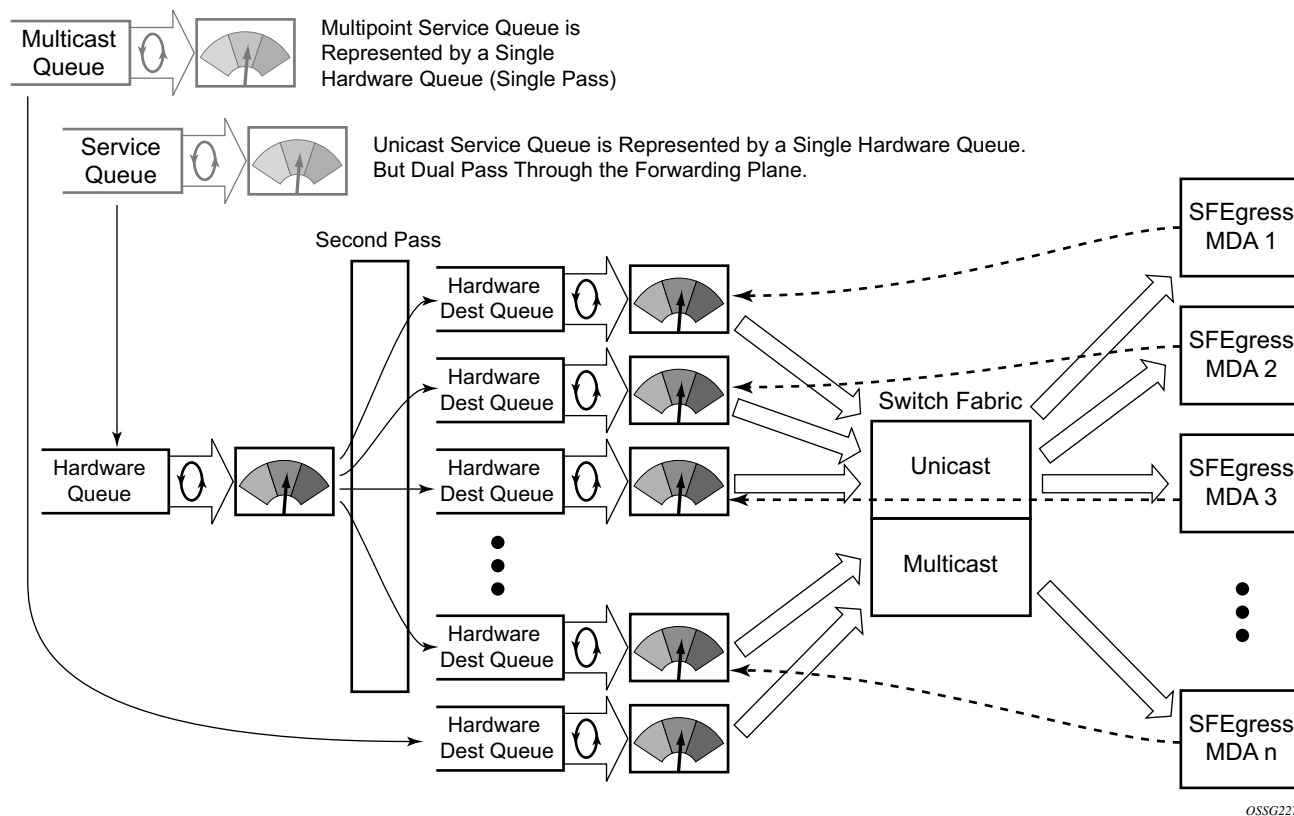 Multicast
Queue
Multipoint Service Queue is
Represented by a Single
Hardware Queue (Single Pass)
Service
Queue
Unicast Service Queue is Represented by a Single Hardware Queue.
But Dual Pass Through the Forwarding Plane.
Second Pass
Hardware
Queue
Hardware
Dest Queue
Hardware
Dest Queue
Hardware
Dest Queue
Hardware
Dest Queue
Hardware
Dest Queue
Switch Fabric
Unicast
Multicast
SFEgress
MDA 1
SFEgress
MDA 2
SFEgress
MDA 3
SFEgress
MDA n
OSSG227